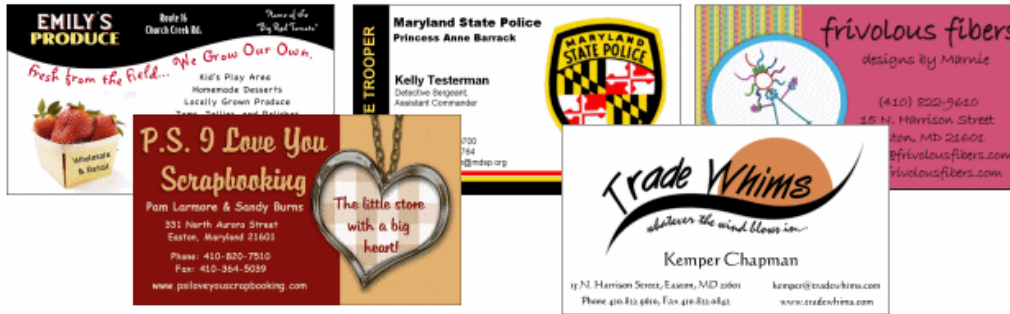 EMILY'S
PRODUCE
Route 16
Church Creek Rd.
"Home of the
"Big Red Tomato"
Fresh from the field... We Grow Our Own.
Kid's Play Area
Homemade Desserts
Locally Grown Produce
Wholesale
& Retail
E TROOPER
Maryland State Police
Princess Anne Barrack
Kelly Testerman
Detective Sergeant,
Assistant Commander
700
764
@mdsp.org
MARYLAND
STATE POLICE
frivolous fibers
designs by Marnie
(410) 822-9610
15 N. Harrison Street
ton, MD 21601
@frivolousfibers.com
rivolousfibers.com
P.S. I Love You
Scrapbooking
Pam Larmore & Sandy Burns
331 North Aurora Street
Easton, Maryland 21601
Phone: 410-820-7510
Fax: 410-364-5039
www.psiloveyouscrapbooking.com
The little store
with a big
heart!
Trade Whims
whatever the wind blows in...
Kemper Chapman
15 N. Harrison Street, Easton, MD 21601
kemper@tradewhims.com
Phone 410.822.9610, Fax 410.822.0842
www.tradewhims.com